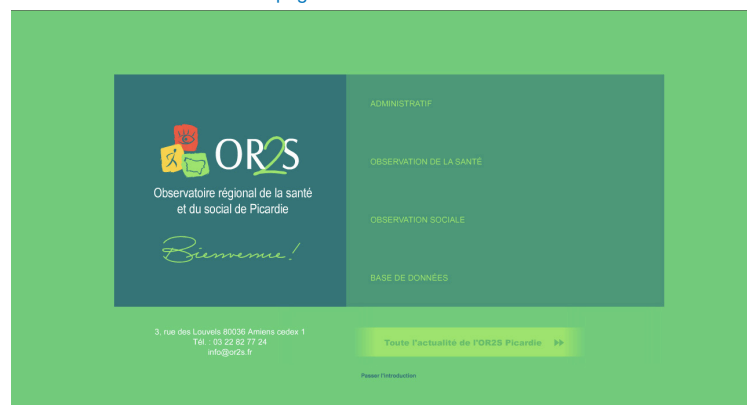 OR2S
Observatoire régional de la santé
et du social de Picardie
Bienvenue !
ADMINISTRATIF
OBSERVATION DE LA SANTÉ
OBSERVATION SOCIALE
BASE DE DONNÉES
3, rue des Louvels 80036 Amiens cedex 1
Tél. : 03 22 82 77 24
info@or2s.fr
Toute l'actualité de l'OR2S Picardie
Passer l'introduction